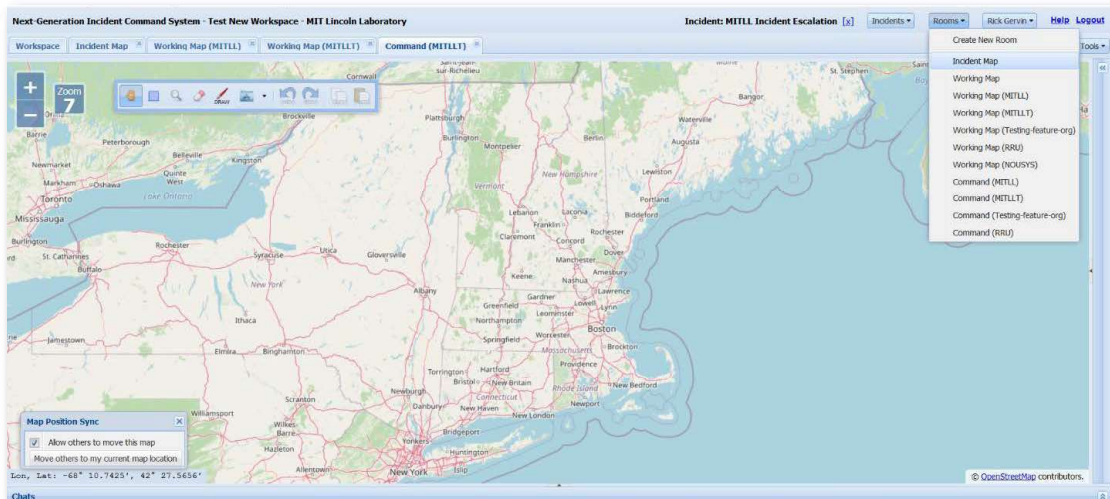 Next-Generation Incident Command System - Test New Workspace - MIT Lincoln Laboratory
Incident: MITLL Incident Escalation [x]
Incidents
Rooms
Rick Gervin
Help
Logout
Workspace
Incident Map
Working Map (MITLL)
Working Map (MITLLT)
Command (MITLLT)
Tools
Create New Room
Incident Map
Working Map
Working Map (MITLL)
Working Map (MITLLT)
Working Map (Testing-feature-org)
Working Map (RRU)
Working Map (NOUSYS)
Command (MITLL)
Command (MITLLT)
Command (Testing-feature-org)
Command (RRU)
+
Zoom
7
-
DRAW
Cornwall
sur-Richelieu
St. Stephen
Bangor
Brockville
Plattsburgh
Waterville
Barrie
Peterborough
Burlington
Montpelier
Berlin
Augusta
Belleville
Kingston
Newmarket
Quinte
West
Vermont
New Hampshire
Lewiston
Markham
Oshawa
Lake Ontario
Portland
Toronto
Lebanon
Laconia
Biddeford
Mississauga
Franklin
Claremont
Concord
Rochester
Burlington
Rochester
Utica
Dover
St. Catharines
Syracuse
Gloversville
Manchester
Buffalo
Keene
Nashua
Amesbury
New York
Albany
Gardner
Lowell
Lawrence
Greenfield
Leominster
Lynn
Ithaca
Northampton
Boston
Jamestown
Springfield
Worcester
Elmira
Binghamton
Massachusetts
Brockton
Torrington
Hartford
Providence
Bristol
New Britain
Rhode Island
New Bedford
Scranton
Newburgh
Connecticut
Danbury
New Haven
Newport
Williamsport
New London
Wilkes-
Barre
Bridgeport
Hazleton
Yonkers
Huntington
Allentown
New York
Islip
Map Position Sync
Allow others to move this map
Move others to my current map location
Lon, Lat: -68° 10.7425', 42° 27.5656'
© OpenStreetMap contributors.
Chats